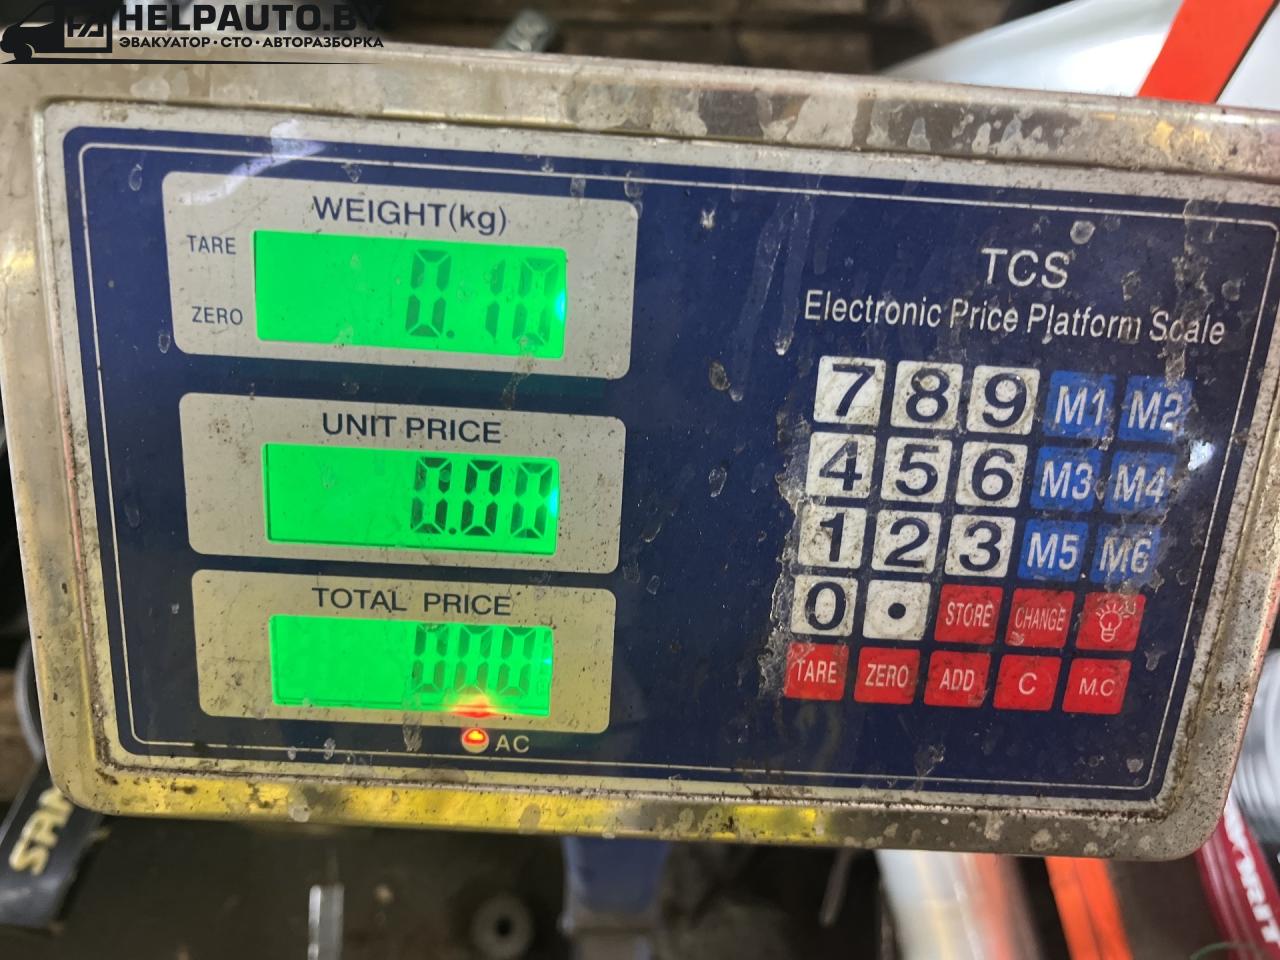 HELPAUTO.BY
ЭВАКУАТОР · СТО · АВТОРАЗБОРКА
WEIGHT(kg)
TARE
ZERO
0.10
UNIT PRICE
0.00
TOTAL PRICE
000
AC
TCS
Electronic Price Platform Scale
7 8 9 M1 M2
4 5 6 M3 M4
1 2 3 M5 M6
0 . STORE CHANGE
TARE ZERO ADD C M.C